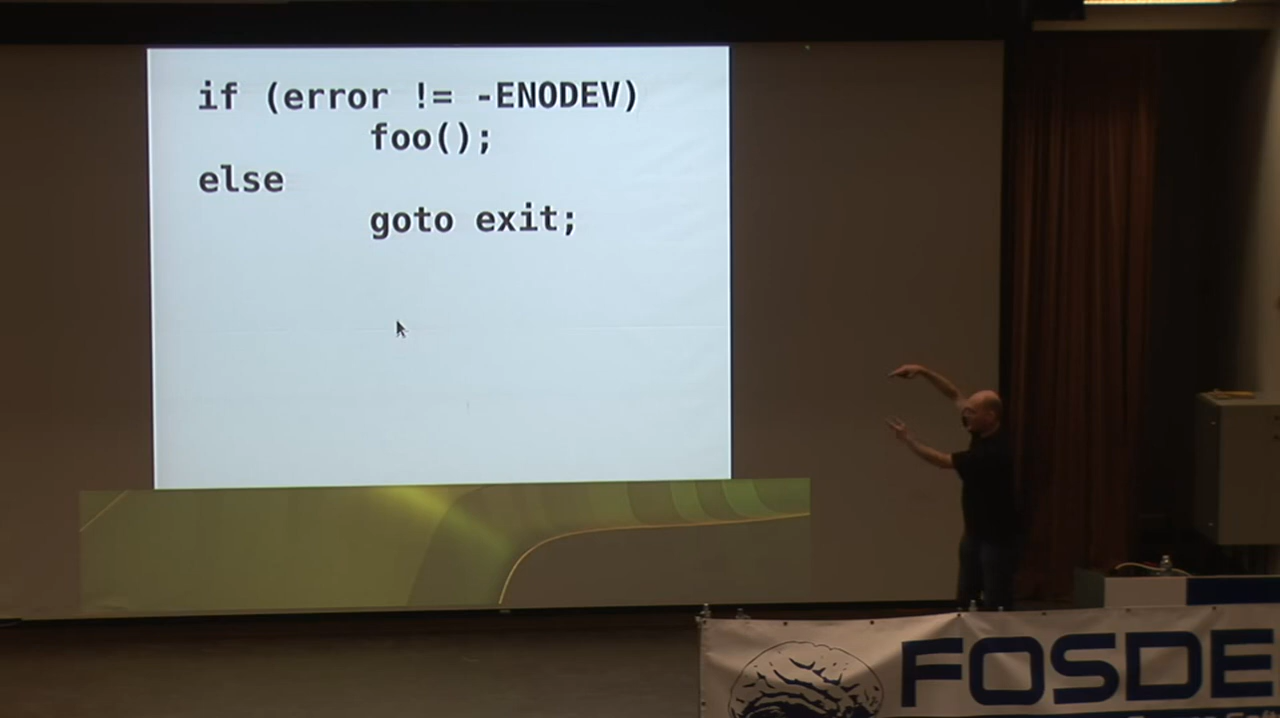 if (error != -ENODEV)
foo();
else
goto exit;
FOSDE